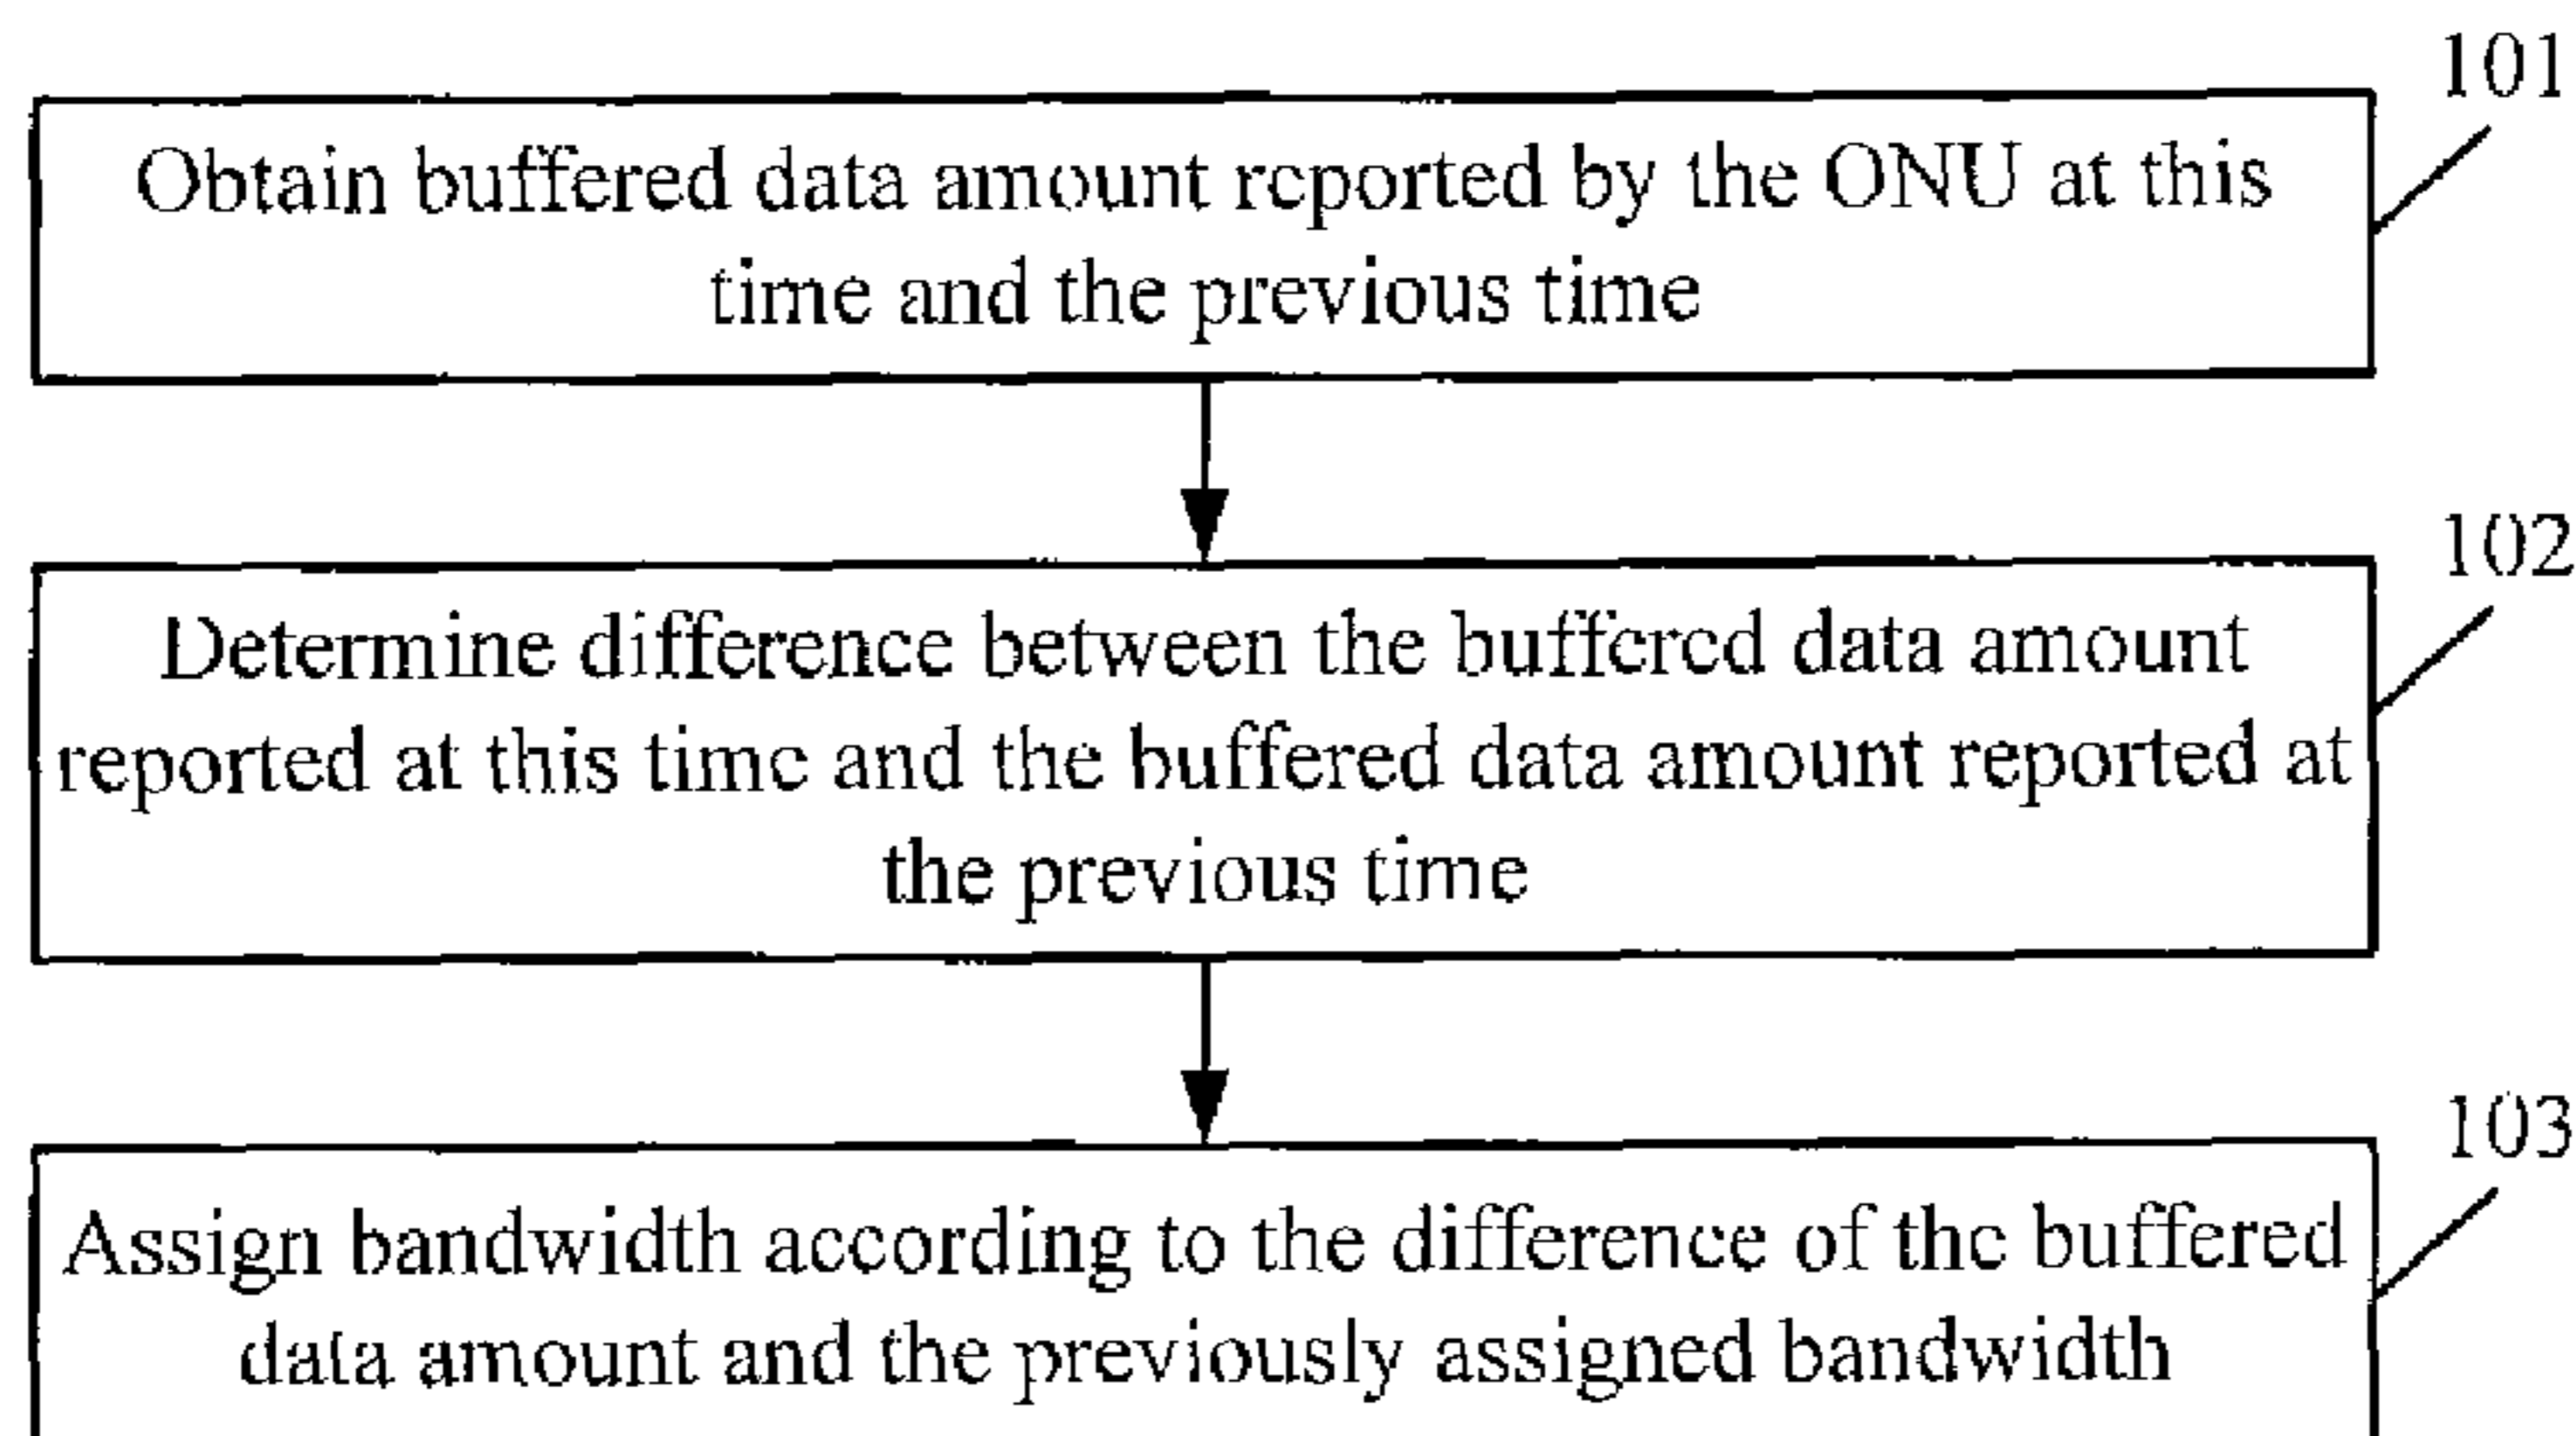 101
Obtain buffered data amount reported by the ONU at this
time and the previous time
102
Determine difference between the buffered data amount
reported at this time and the buffered data amount reported at
the previous time
103
Assign bandwidth according to the difference of the buffered
data amount and the previously assigned bandwidth